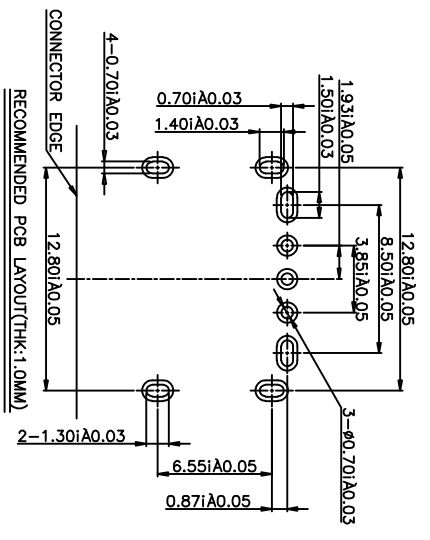 12.80iÀ0.05
8.50iÀ0.05
3.85iÀ0.05
1.93iÀ0.05
1.50iÀ0.03
0.70iÀ0.03
1.40iÀ0.03
4-0.70iÀ0.03
3-ø0.70iÀ0.03
0.87iÀ0.05
6.55iÀ0.05
2-1.30iÀ0.03
12.80iÀ0.05
CONNECTOR EDGE
RECOMMENDED PCB LAYOUT(THK:1.0MM)